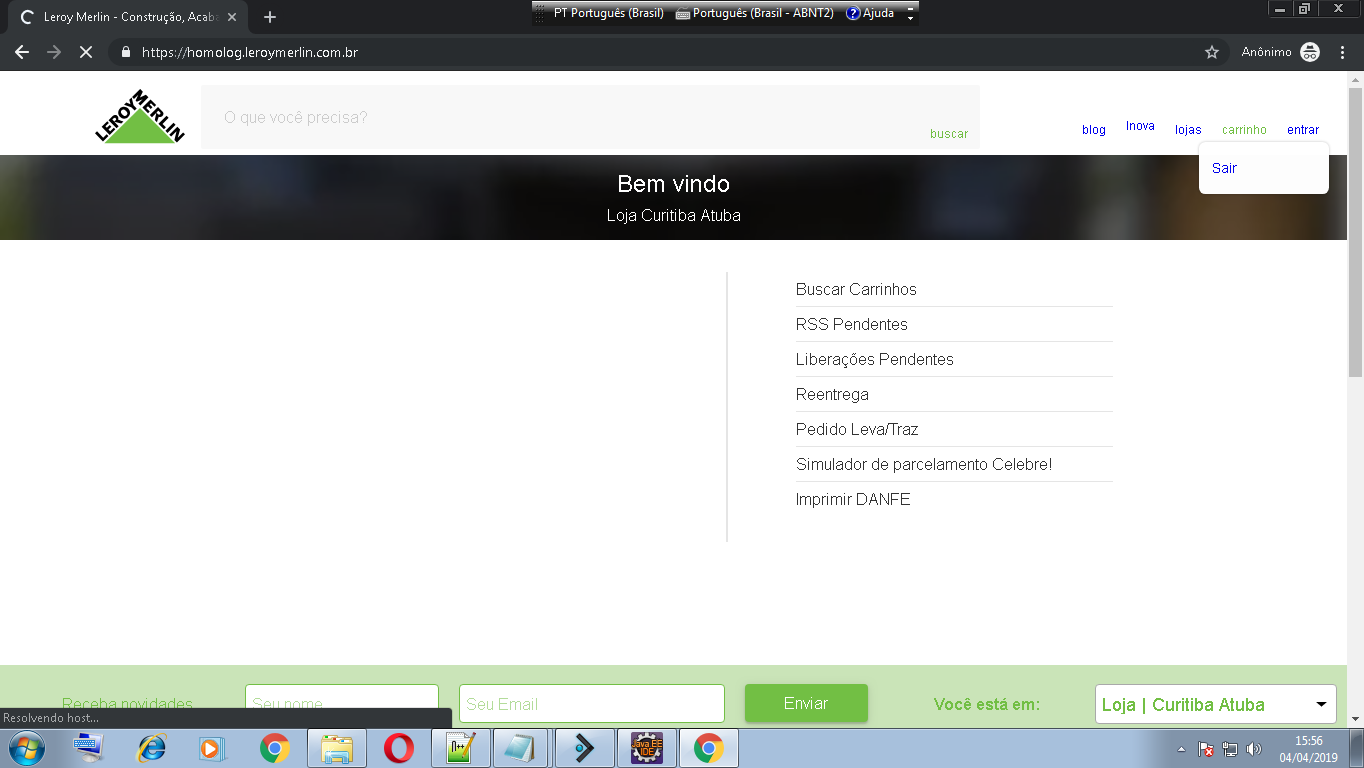 Leroy Merlin - Construção, Acaba
PT Português (Brasil) Português (Brasil - ABNT2) Ajuda
https://homolog.leroymerlin.com.br
Anônimo
LEROY MERLIN
O que você precisa?
buscar
blog
Inova
lojas
carrinho
entrar
Sair
Bem vindo
Loja Curitiba Atuba
Buscar Carrinhos
RSS Pendentes
Liberações Pendentes
Reentrega
Pedido Leva/Traz
Simulador de parcelamento Celebre!
Imprimir DANFE
Receba novidades
Seu nome
Seu Email
Enviar
Você está em:
Loja | Curitiba Atuba
Resolvendo host...
Java EE
IDE
15:56
04/04/2019